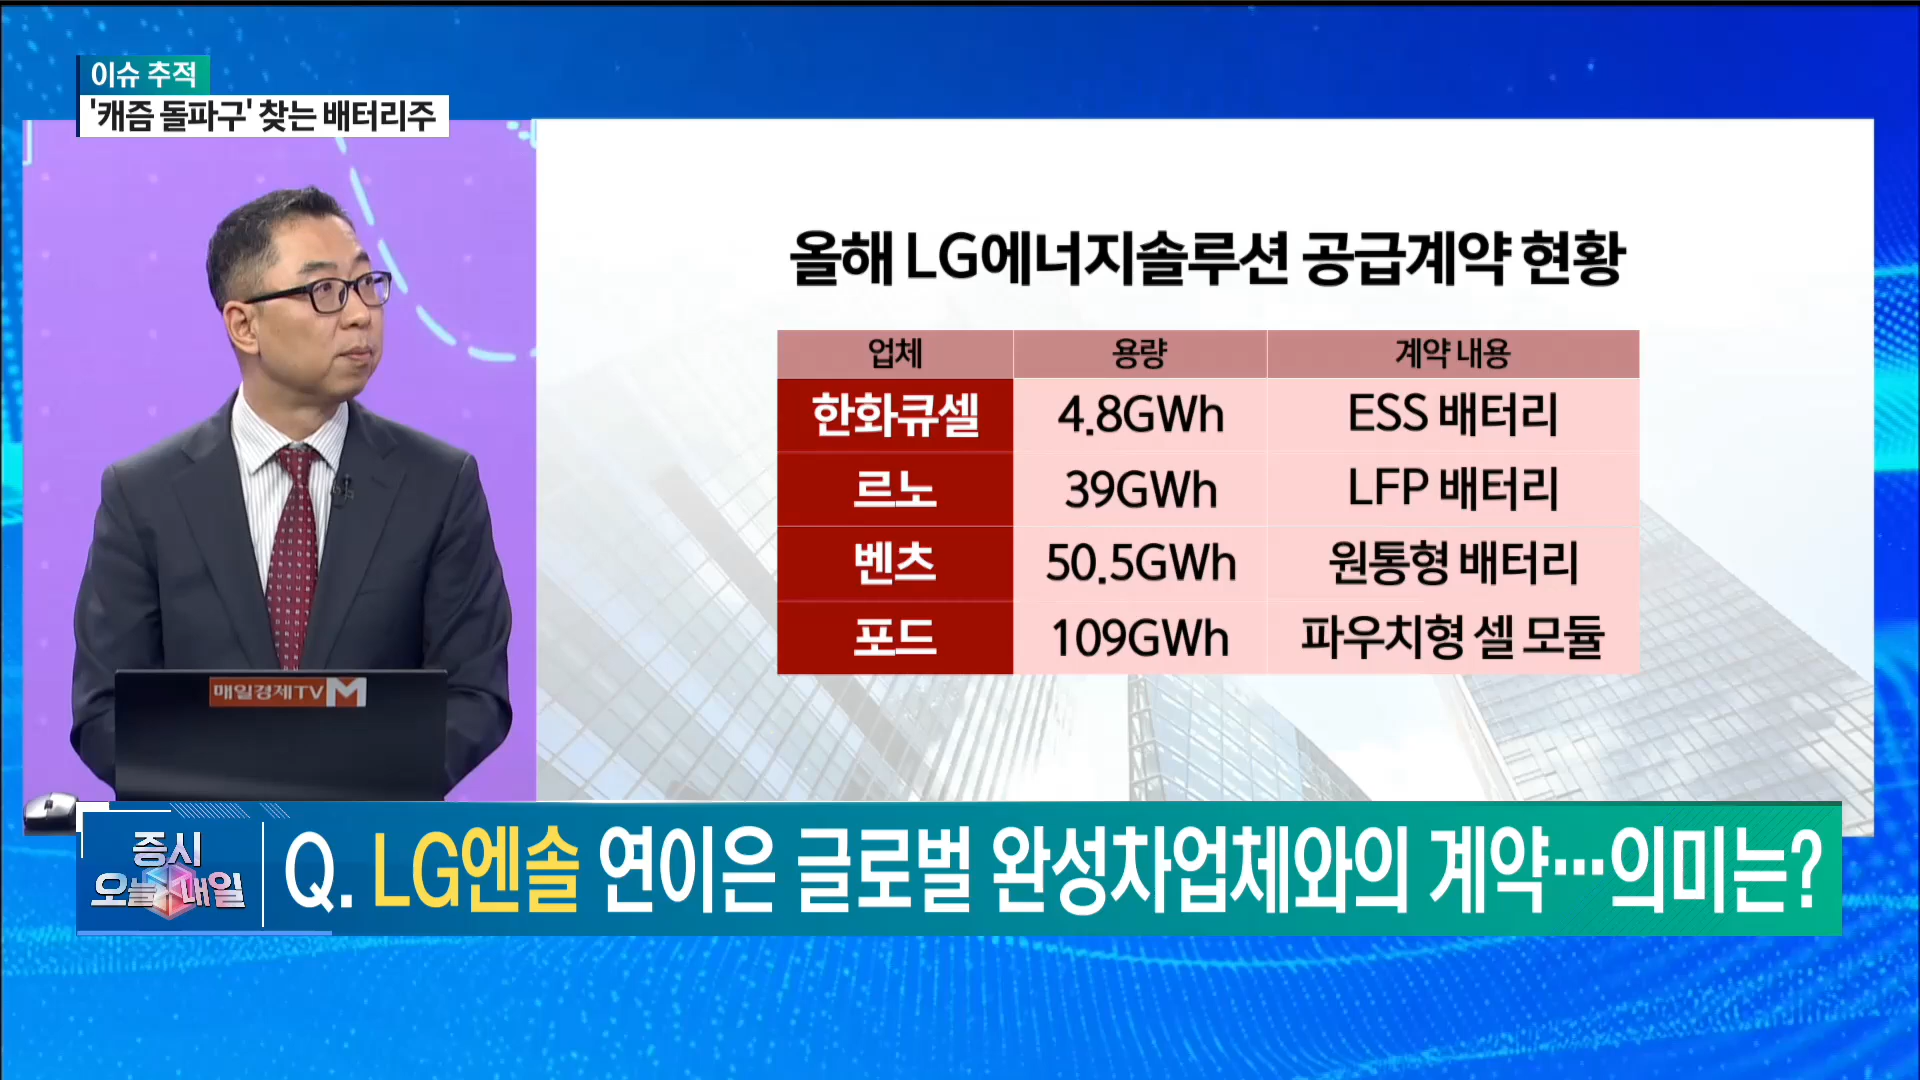 이슈 추적
'캐즘 돌파구' 찾는 배터리주
올해 LG에너지솔루션 공급계약 현황
업체 용량 계약 내용
한화큐셀 4.8GWh ESS 배터리
르노 39GWh LFP 배터리
벤츠 50.5GWh 원통형 배터리
포드 109GWh 파우치형 셀 모듈
매일경제TV M
증시
오늘 매일
Q. LG엔솔 연이은 글로벌 완성차업체와의 계약…의미는?